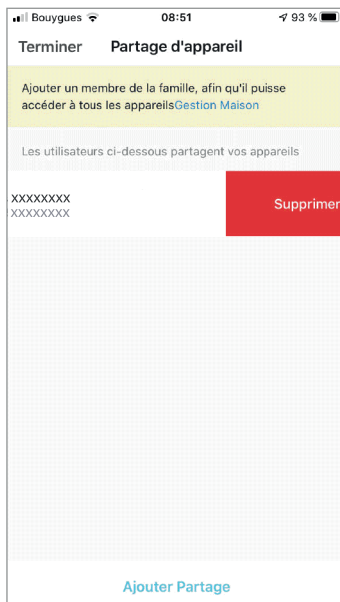 Bouygues 08:51 93 %
Terminer Partage d'appareil
Ajouter un membre de la famille, afin qu'il puisse
accéder à tous les appareilsGestion Maison
Les utilisateurs ci-dessous partagent vos appareils
XXXXXXXX
XXXXXXXX
Supprimer
Ajouter Partage